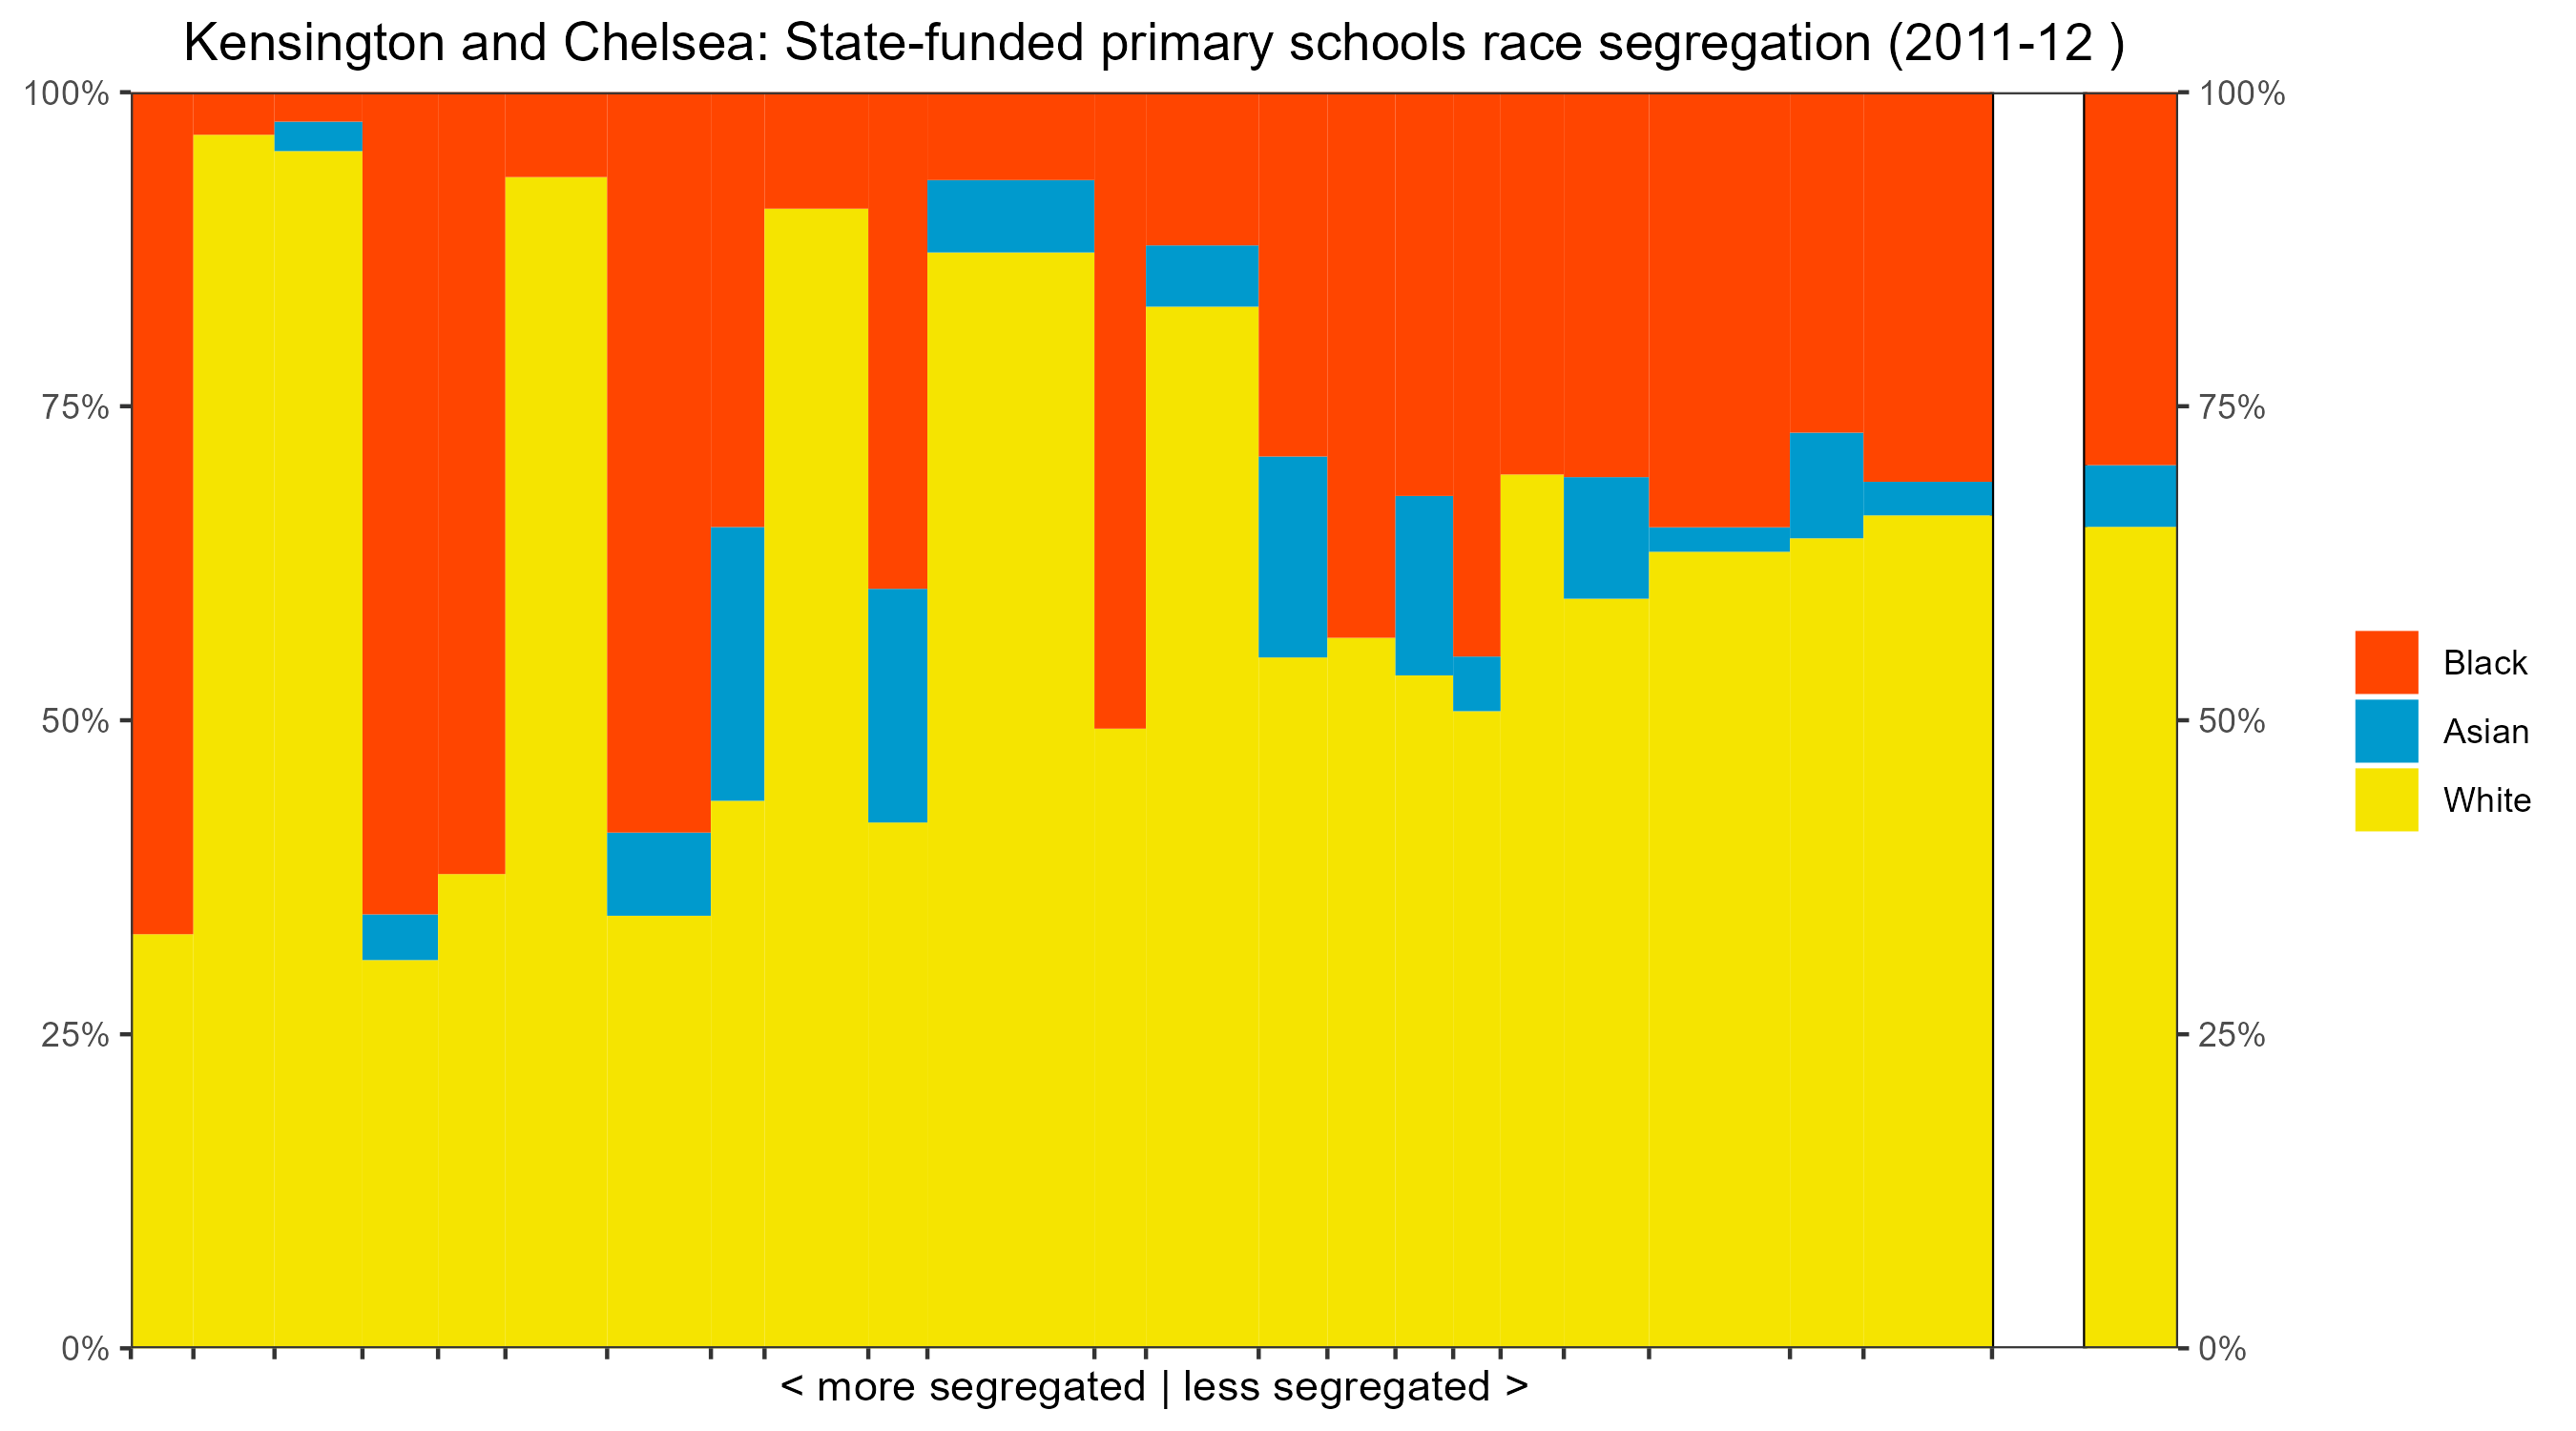 Kensington and Chelsea: State-funded primary schools race segregation (2011-12 )
100%
75%
50%
25%
0%
100%
75%
50%
25%
0%
Black
Asian
White
< more segregated | less segregated >